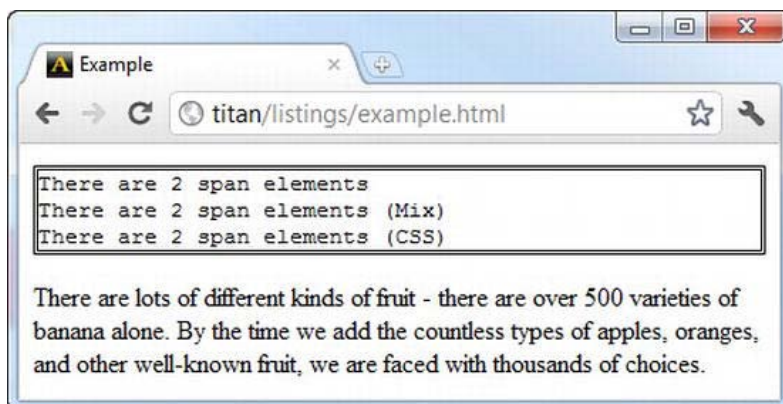 Example
titan/listings/example.html
There are 2 span elements
There are 2 span elements (Mix)
There are 2 span elements (CSS)
There are lots of different kinds of fruit - there are over 500 varieties of
banana alone. By the time we add the countless types of apples, oranges,
and other well-known fruit, we are faced with thousands of choices.